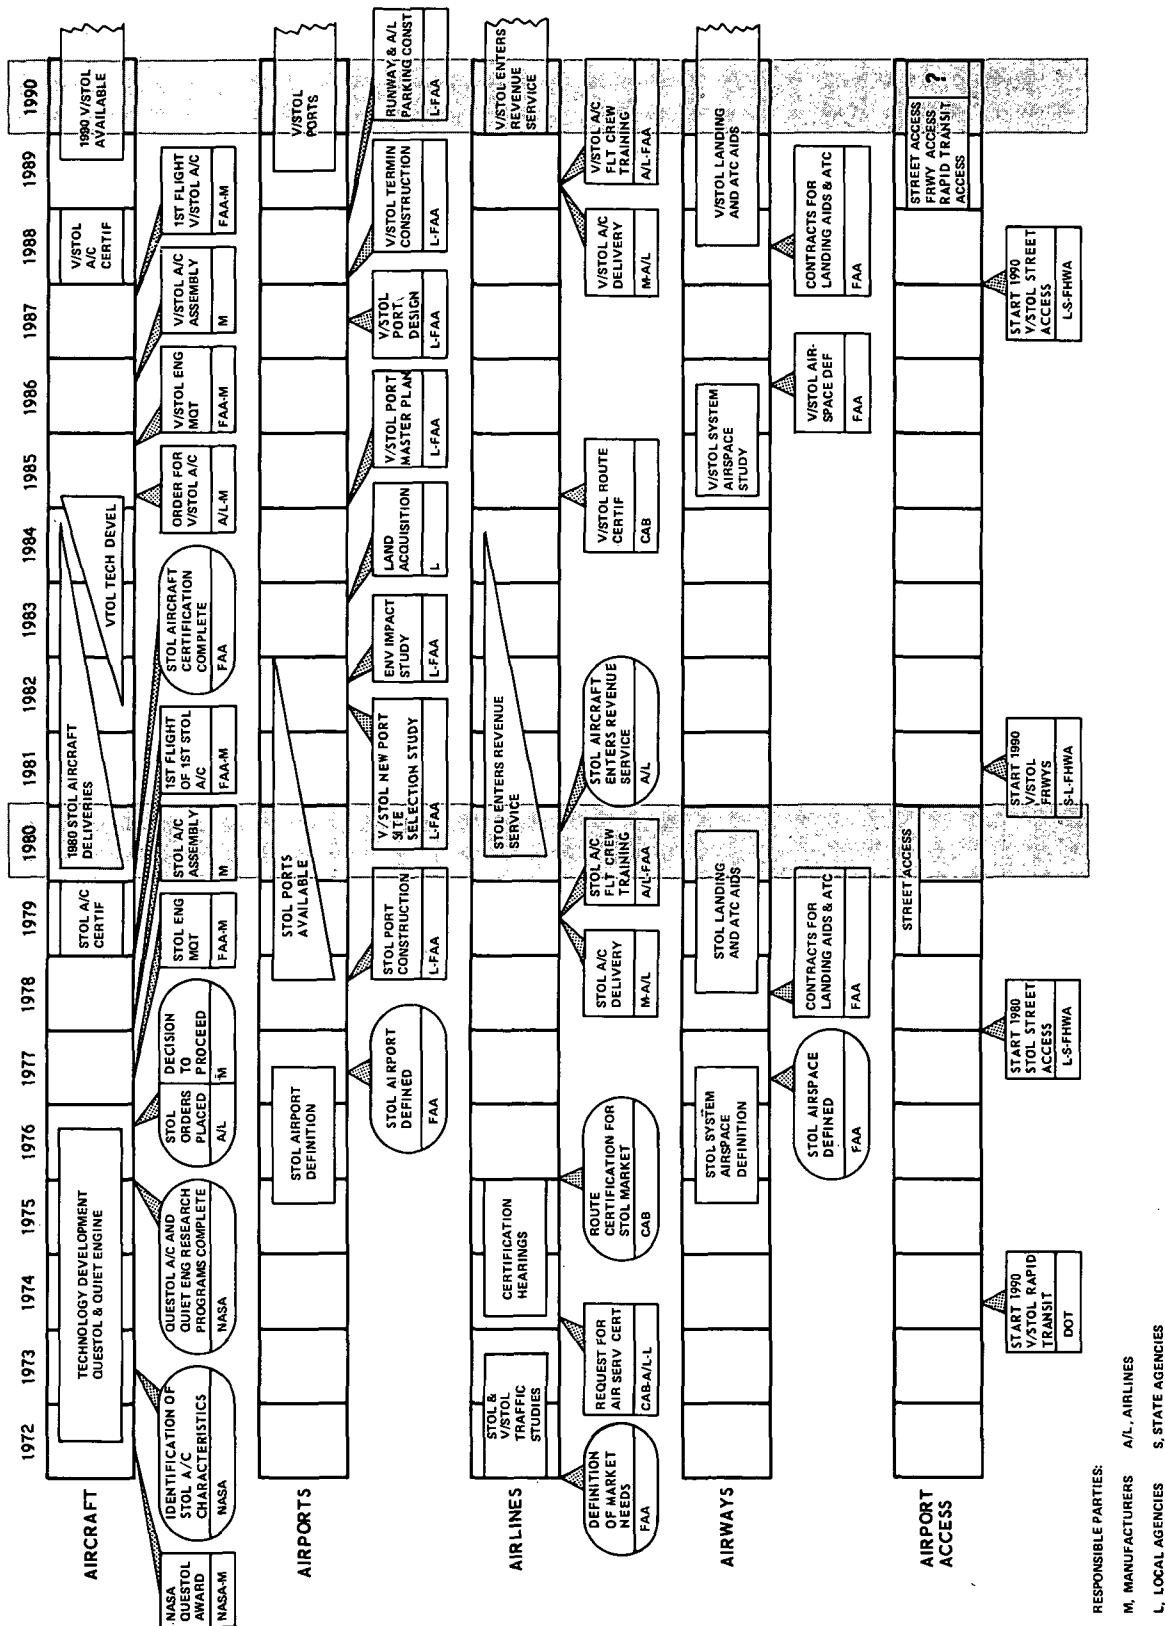 1972
1973
1974
1975
1976
1977
1978
1979
1980
1981
1982
1983
1984
1985
1986
1987
1988
1989
1990
AIRCRAFT
TECHNOLOGY DEVELOPMENT
QUESTOL & QUIET ENGINE
STOL A/C
CERTIF
1980 STOL AIRCRAFT
DELIVERIES
VTOL TECH DEVEL
V/STOL
A/C
CERTIF
1990 V/STOL
AVAILABLE
NASA
QUESTOL
AWARD
NASA-M
IDENTIFICATION OF
STOL A/C
CHARACTERISTICS
NASA
QUESTOL A/C AND
QUIET ENG RESEARCH
PROGRAMS COMPLETE
NASA
STOL
ORDERS
PLACED
A/L
DECISION
TO
PROCEED
M
STOL ENG
MQT
FAA-M
STOL A/C
ASSEMBLY
M
1ST FLIGHT
OF 1ST STOL
A/C
FAA-M
STOL AIRCRAFT
CERTIFICATION
COMPLETE
FAA
ORDER FOR
V/STOL A/C
A/L-M
V/STOL ENG
MQT
FAA-M
V/STOL A/C
ASSEMBLY
M
1ST FLIGHT
V/STOL A/C
FAA-M
AIRPORTS
STOL AIRPORT
DEFINITION
STOL PORTS
AVAILABLE
V/STOL
PORTS
STOL AIRPORT
DEFINED
FAA
STOL PORT
CONSTRUCTION
L-FAA
V/STOL NEW PORT
SITE
SELECTION STUDY
L-FAA
ENV IMPACT
STUDY
L-FAA
LAND
ACQUISITION
L
V/STOL PORT
MASTER PLAN
L-FAA
V/STOL
PORT
DESIGN
L-FAA
V/STOL TERMIN
CONSTRUCTION
L-FAA
RUNWAY & A/L
PARKING CONST
L-FAA
AIRLINES
STOL &
V/STOL
TRAFFIC
STUDIES
CERTIFICATION
HEARINGS
STOL ENTERS REVENUE
SERVICE
V/STOL ENTERS
REVENUE
SERVICE
DEFINITION
OF MARKET
NEEDS
FAA
REQUEST FOR
AIR SERV CERT
CAB-A/L-L
ROUTE
CERTIFICATION FOR
STOL MARKET
CAB
STOL A/C
DELIVERY
M-A/L
STOL A/C
FLT CREW
TRAINING
A/L-FAA
STOL AIRCRAFT
ENTERS REVENUE
SERVICE
A/L
V/STOL ROUTE
CERTIF
CAB
V/STOL A/C
DELIVERY
M-A/L
V/STOL A/C
FLT CREW
TRAINING
A/L-FAA
AIRWAYS
STOL SYSTEM
AIRSPACE
DEFINITION
STOL LANDING
AND ATC AIDS
V/STOL SYSTEM
AIRSPACE
STUDY
V/STOL LANDING
AND ATC AIDS
STOL AIRSPACE
DEFINED
FAA
CONTRACTS FOR
LANDING AIDS & ATC
FAA
V/STOL AIR-
SPACE DEF
FAA
CONTRACTS FOR
LANDING AIDS & ATC
FAA
AIRPORT
ACCESS
STREET ACCESS
STREET ACCESS
FRWY ACCESS
RAPID TRANSIT
ACCESS
?
START 1990
V/STOL RAPID
TRANSIT
DOT
START 1980
STOL STREET
ACCESS
L-S-FHWA
START 1990
V/STOL
FRWYS
S-L-FHWA
START 1990
V/STOL STREET
ACCESS
L-S-FHWA
RESPONSIBLE PARTIES:
M, MANUFACTURERS A/L, AIRLINES
L, LOCAL AGENCIES S, STATE AGENCIES